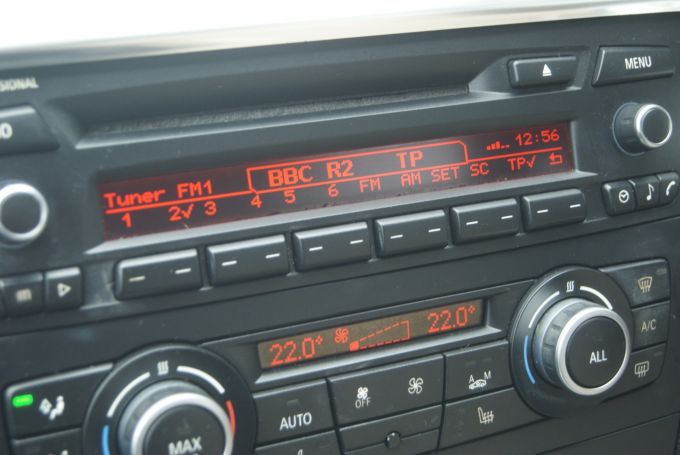 SIONAL
MENU
Tuner FM1 BBC R2 TP 12:56
1 2✓ 3 4 5 6 FM AM SET SC TP✓
22.0° 22.0°
ALL
A/C
A M
OFF
AUTO
MAX